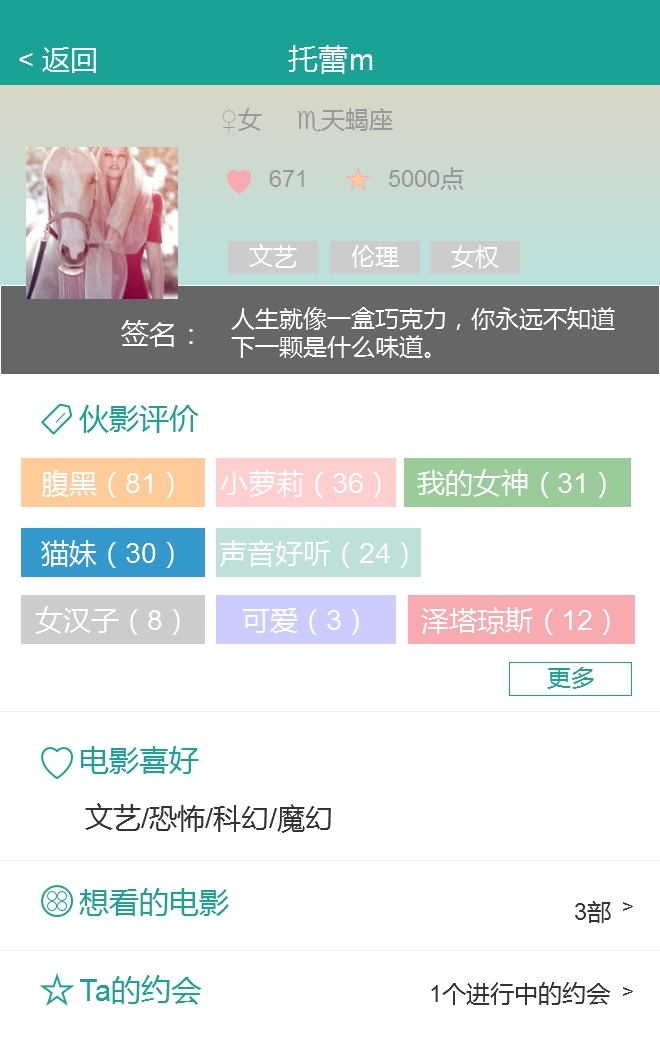 < 返回 托蕾m
♀女 ♏天蝎座
671 5000点
文艺 伦理 女权
签名： 人生就像一盒巧克力，你永远不知道
下一颗是什么味道。
伙影评价
腹黑（81） 小萝莉（36） 我的女神（31）
猫妹（30） 声音好听（24）
女汉子（8） 可爱（3） 泽塔琼斯（12）
更多
电影喜好
文艺/恐怖/科幻/魔幻
想看的电影 3部 >
Ta的约会 1个进行中的约会 >